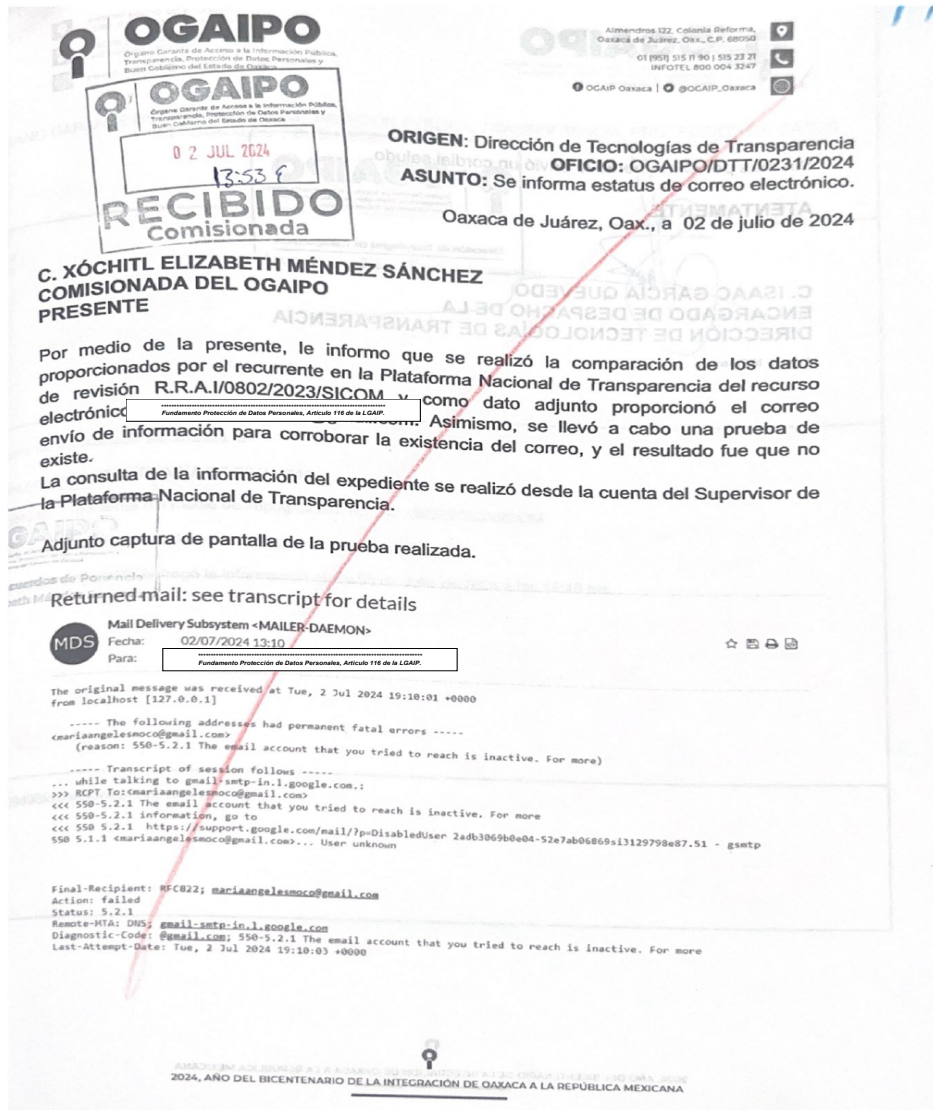 OGAIPO
Órgano Garante de Acceso a la Información Pública,
Transparencia, Protección de Datos Personales y
Buen Gobierno del Estado de Oaxaca
Almendros 122, Colonia Reforma,
Oaxaca de Juárez, Oax., C.P. 68050
01 (951) 515 11 90 | 515 23 21
INFOTEL 800 004 3247
OGAIP Oaxaca | @OGAIP_Oaxaca
OGAIPO
Órgano Garante de Acceso a la Información Pública,
Transparencia, Protección de Datos Personales y
Buen Gobierno del Estado de Oaxaca
02 JUL 2024
13:53
RECIBIDO
Comisionada
ORIGEN: Dirección de Tecnologías de Transparencia
OFICIO: OGAIPO/DTT/0231/2024
ASUNTO: Se informa estatus de correo electrónico.
Oaxaca de Juárez, Oax., a 02 de julio de 2024
C. XÓCHITL ELIZABETH MÉNDEZ SÁNCHEZ
COMISIONADA DEL OGAIPO
PRESENTE
Por medio de la presente, le informo que se realizó la comparación de los datos
proporcionados por el recurrente en la Plataforma Nacional de Transparencia del recurso
de revisión R.R.A.I/0802/2023/SICOM y como dato adjunto proporcionó el correo
electrónico Fundamento Protección de Datos Personales, Artículo 116 de la LGAIP. Asimismo, se llevó a cabo una prueba de
envío de información para corroborar la existencia del correo, y el resultado fue que no
existe.
La consulta de la información del expediente se realizó desde la cuenta del Supervisor de
la Plataforma Nacional de Transparencia.
Adjunto captura de pantalla de la prueba realizada.
Returned mail: see transcript for details
MDS
Mail Delivery Subsystem <MAILER-DAEMON>
Fecha: 02/07/2024 13:10
Para: Fundamento Protección de Datos Personales, Artículo 116 de la LGAIP.
The original message was received at Tue, 2 Jul 2024 19:10:01 +0000
from localhost [127.0.0.1]
----- The following addresses had permanent fatal errors -----
<mariaangelesmoco@gmail.com>
(reason: 550-5.2.1 The email account that you tried to reach is inactive. For more)
----- Transcript of session follows -----
... while talking to gmail-smtp-in.l.google.com.:
>>> RCPT To:<mariaangelesmoco@gmail.com>
<<< 550-5.2.1 The email account that you tried to reach is inactive. For more
<<< 550-5.2.1 information, go to
<<< 550 5.2.1 https://support.google.com/mail/?p=DisabledUser 2adb3069b0e04-52e7ab06869si3129798e87.51 - gsmtp
550 5.1.1 <mariaangelesmoco@gmail.com>... User unknown
Final-Recipient: RFC822; mariaangelesmoco@gmail.com
Action: failed
Status: 5.2.1
Remote-MTA: DNS; gmail-smtp-in.l.google.com
Diagnostic-Code: @gmail.com; 550-5.2.1 The email account that you tried to reach is inactive. For more
Last-Attempt-Date: Tue, 2 Jul 2024 19:10:03 +0000
2024, AÑO DEL BICENTENARIO DE LA INTEGRACIÓN DE OAXACA A LA REPÚBLICA MEXICANA